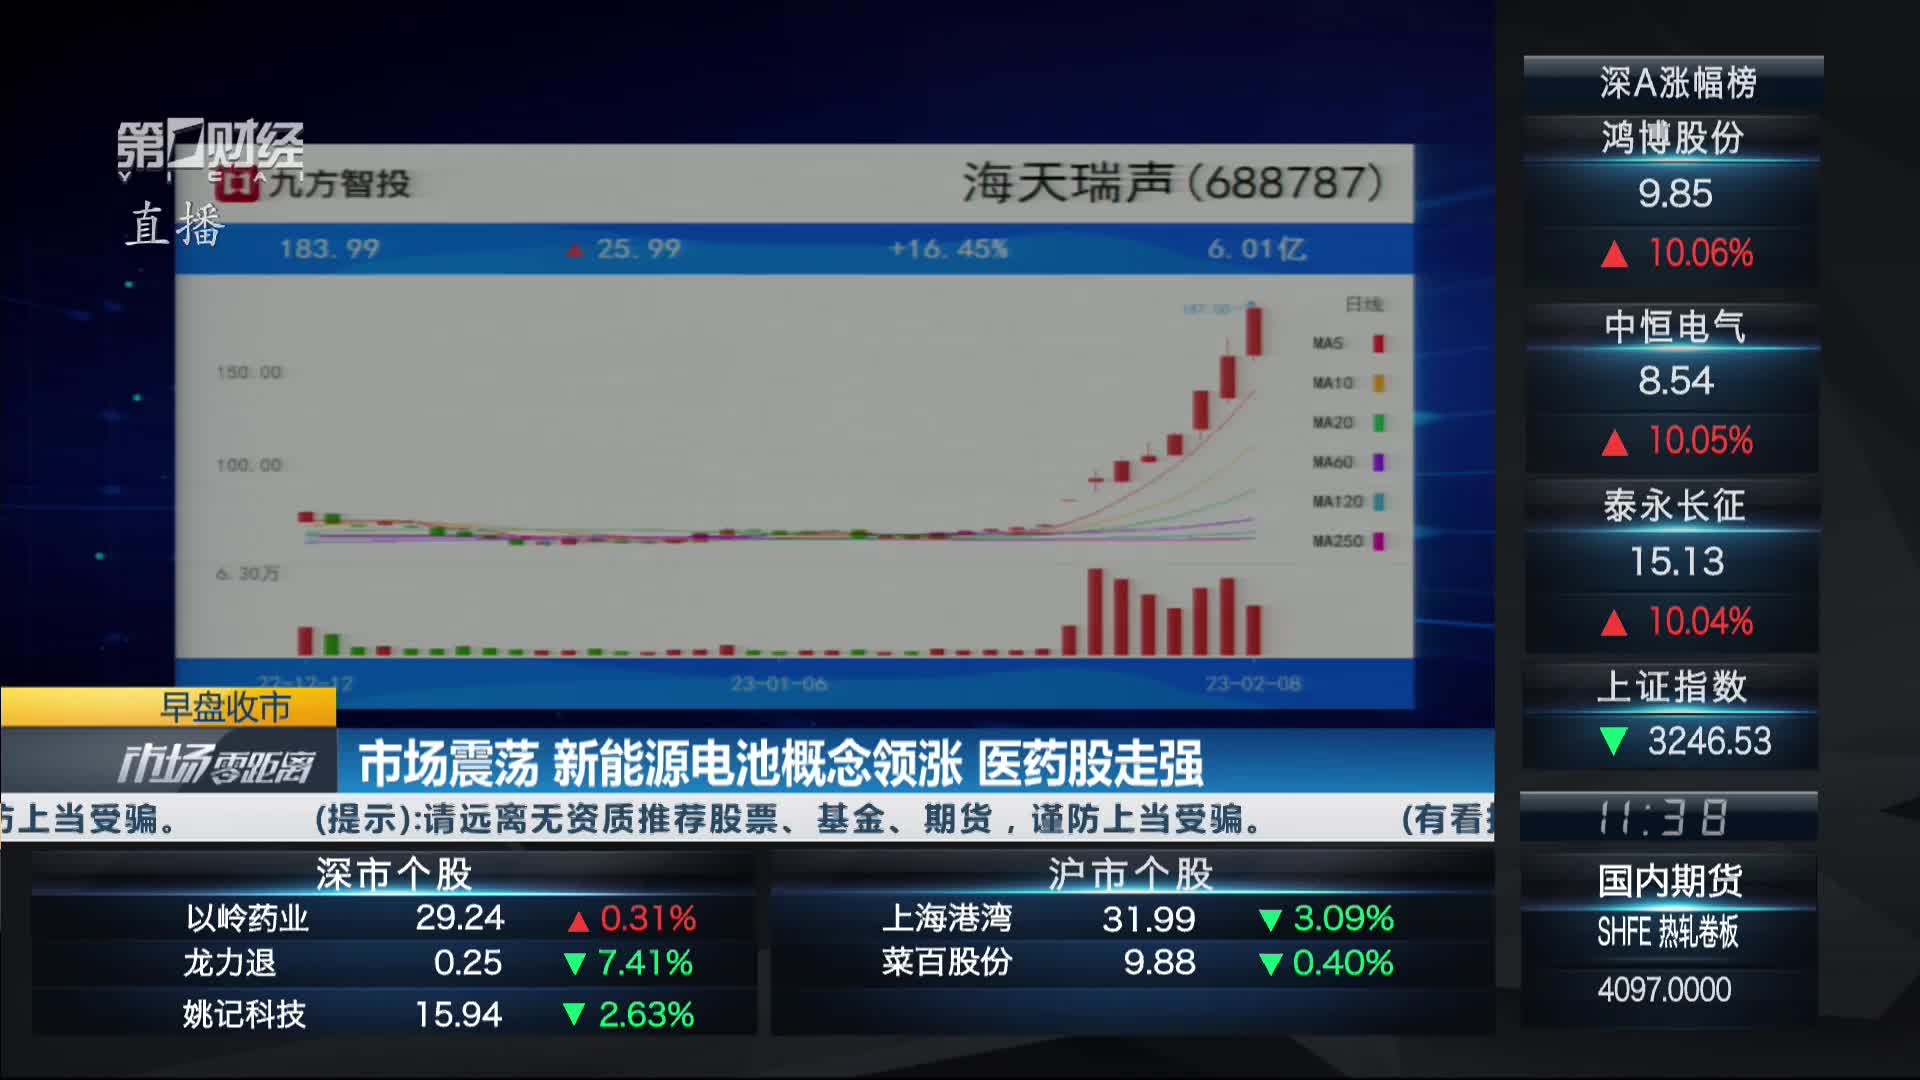 第一财经
YICAI
直播
九方智投
海天瑞声(688787)
183.99 ▲ 25.99 +16.45% 6.01亿
187.00
日线
MA5
MA10
MA20
MA60
MA120
MA250
150.00
100.00
6.30万
22-12-12 23-01-06 23-02-08
早盘收市
市场零距离
市场震荡 新能源电池概念领涨 医药股走强
防上当受骗。 (提示):请远离无资质推荐股票、基金、期货，谨防上当受骗。 (有看
深市个股
以岭药业 29.24 ▲ 0.31%
龙力退 0.25 ▼ 7.41%
姚记科技 15.94 ▼ 2.63%
沪市个股
上海港湾 31.99 ▼ 3.09%
菜百股份 9.88 ▼ 0.40%
深A涨幅榜
鸿博股份
9.85
▲ 10.06%
中恒电气
8.54
▲ 10.05%
泰永长征
15.13
▲ 10.04%
上证指数
▼ 3246.53
11:38
国内期货
SHFE 热轧卷板
4097.0000